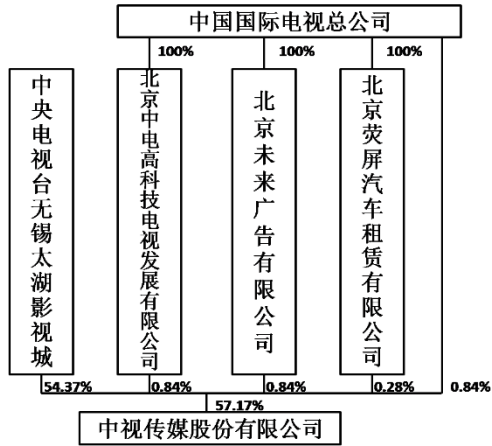 中国国际电视总公司
100%
100%
100%
中央电视台无锡太湖影视城
北京中电高科技电视发展有限公司
北京未来广告有限公司
北京荧屏汽车租赁有限公司
54.37%
0.84%
0.84%
0.28%
0.84%
57.17%
中视传媒股份有限公司